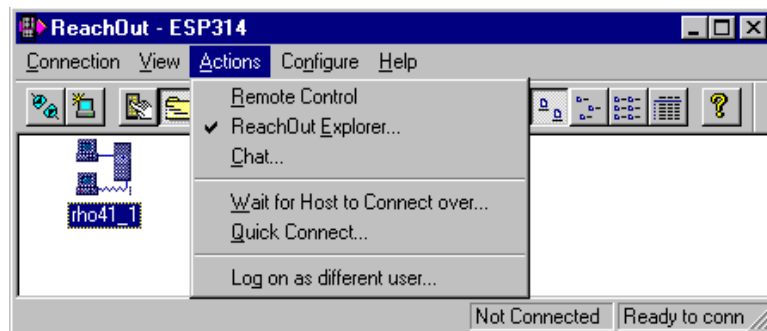 ReachOut - ESP314
Connection View Actions Configure Help
Remote Control
ReachOut Explorer...
Chat...
Wait for Host to Connect over...
Quick Connect...
Log on as different user...
rho41_1
Not Connected Ready to conn